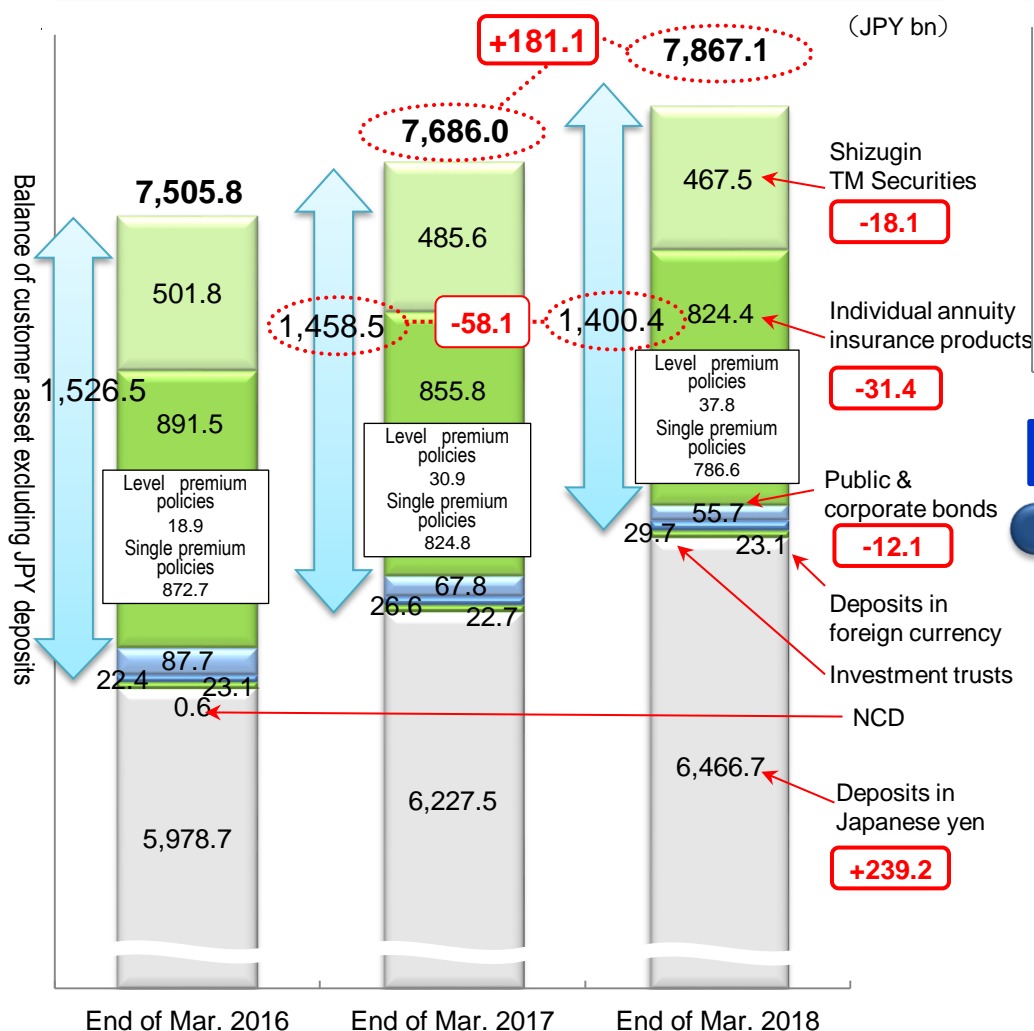 (JPY bn)
+181.1
7,867.1
7,686.0
7,505.8
Balance of customer asset excluding JPY deposits
1,526.5
501.8
891.5
Level premium
policies
18.9
Single premium
policies
872.7
87.7
22.4
23.1
0.6
5,978.7
End of Mar. 2016
1,458.5
-58.1
485.6
855.8
Level premium
policies
30.9
Single premium
policies
824.8
67.8
26.6
22.7
6,227.5
End of Mar. 2017
1,400.4
467.5
824.4
Level premium
policies
37.8
Single premium
policies
786.6
55.7
29.7
23.1
6,466.7
End of Mar. 2018
Shizugin
TM Securities
-18.1
Individual annuity
insurance products
-31.4
Public &
corporate bonds
-12.1
Deposits in
foreign currency
Investment trusts
NCD
Deposits in
Japanese yen
+239.2